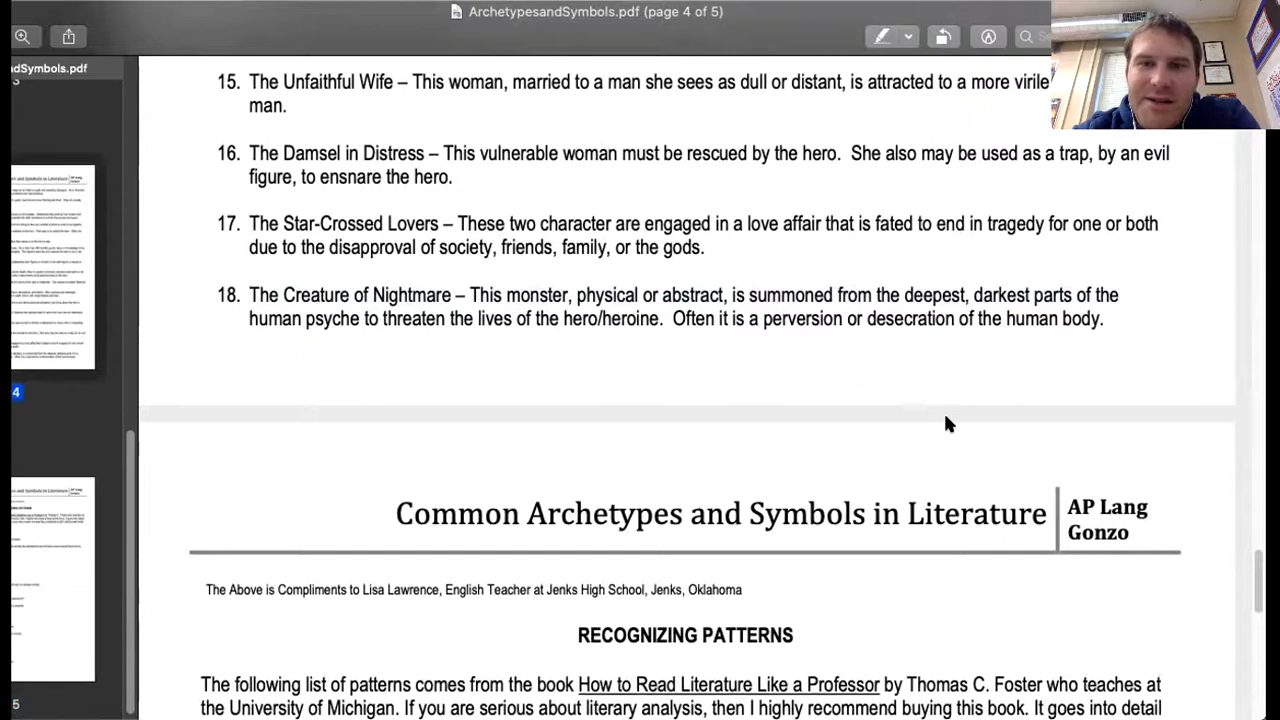 ArchetypesandSymbols.pdf (page 4 of 5)
dSymbols.pdf
15. The Unfaithful Wife – This woman, married to a man she sees as dull or distant, is attracted to a more virile
man.
16. The Damsel in Distress – This vulnerable woman must be rescued by the hero. She also may be used as a trap, by an evil
figure, to ensnare the hero.
17. The Star-Crossed Lovers – These two character are engaged in a love affair that is fated to end in tragedy for one or both
due to the disapproval of society, friends, family, or the gods.
18. The Creature of Nightmare – This monster, physical or abstract, is summoned from the deepest, darkest parts of the
human psyche to threaten the lives of the hero/heroine. Often it is a perversion or desecration of the human body.
4
Common Archetypes and Symbols in Literature
AP Lang
Gonzo
The Above is Compliments to Lisa Lawrence, English Teacher at Jenks High School, Jenks, Oklahoma
RECOGNIZING PATTERNS
The following list of patterns comes from the book How to Read Literature Like a Professor by Thomas C. Foster who teaches at
the University of Michigan. If you are serious about literary analysis, then I highly recommend buying this book. It goes into detail
5